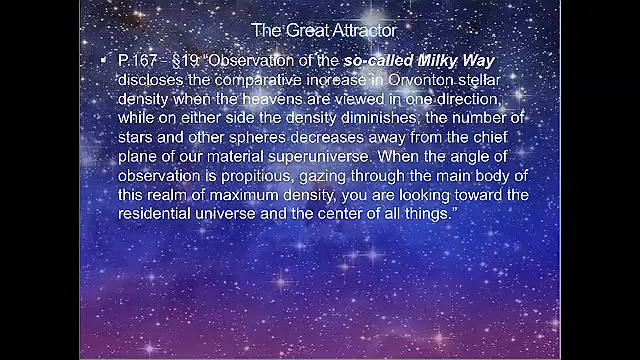 The Great Attractor
▪ P.167 – §19 “Observation of the so-called Milky Way
discloses the comparative increase in Orvonton stellar
density when the heavens are viewed in one direction,
while on either side the density diminishes; the number of
stars and other spheres decreases away from the chief
plane of our material superuniverse. When the angle of
observation is propitious, gazing through the main body of
this realm of maximum density, you are looking toward the
residential universe and the center of all things.”